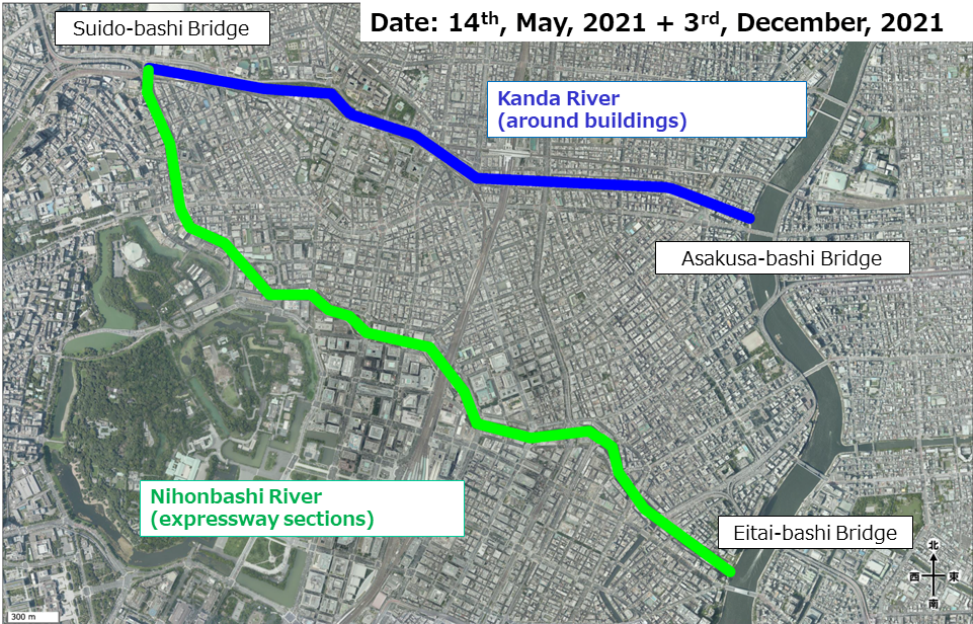 Suido-bashi Bridge
Date: 14th, May, 2021 + 3rd, December, 2021
Kanda River
(around buildings)
Asakusa-bashi Bridge
Nihonbashi River
(expressway sections)
Eitai-bashi Bridge
北
西 東
南
300 m